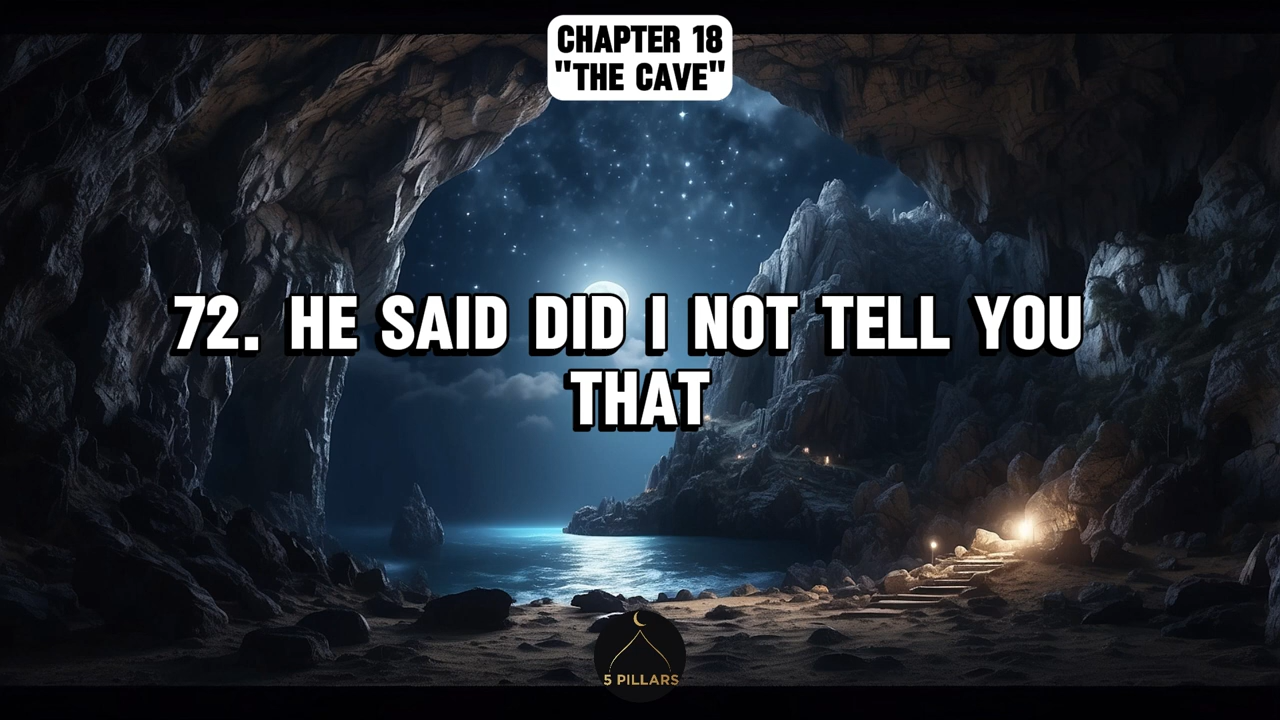 CHAPTER 18
"THE CAVE"
72. HE SAID DID I NOT TELL YOU
THAT
5 PILLARS